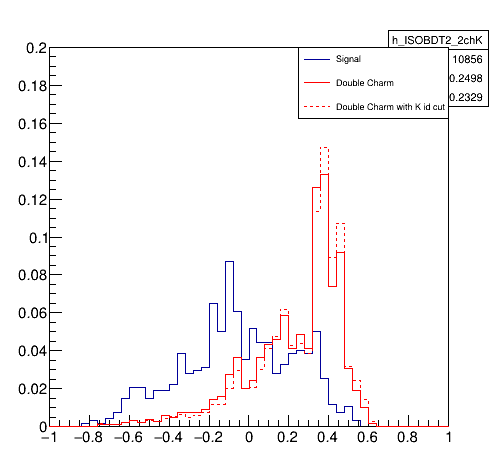 h_ISOBDT2_2chK
10856
0.2498
0.2329
Signal
Double Charm
Double Charm with K id cut
0.2
0.18
0.16
0.14
0.12
0.1
0.08
0.06
0.04
0.02
0
−1 −0.8 −0.6 −0.4 −0.2 0 0.2 0.4 0.6 0.8 1